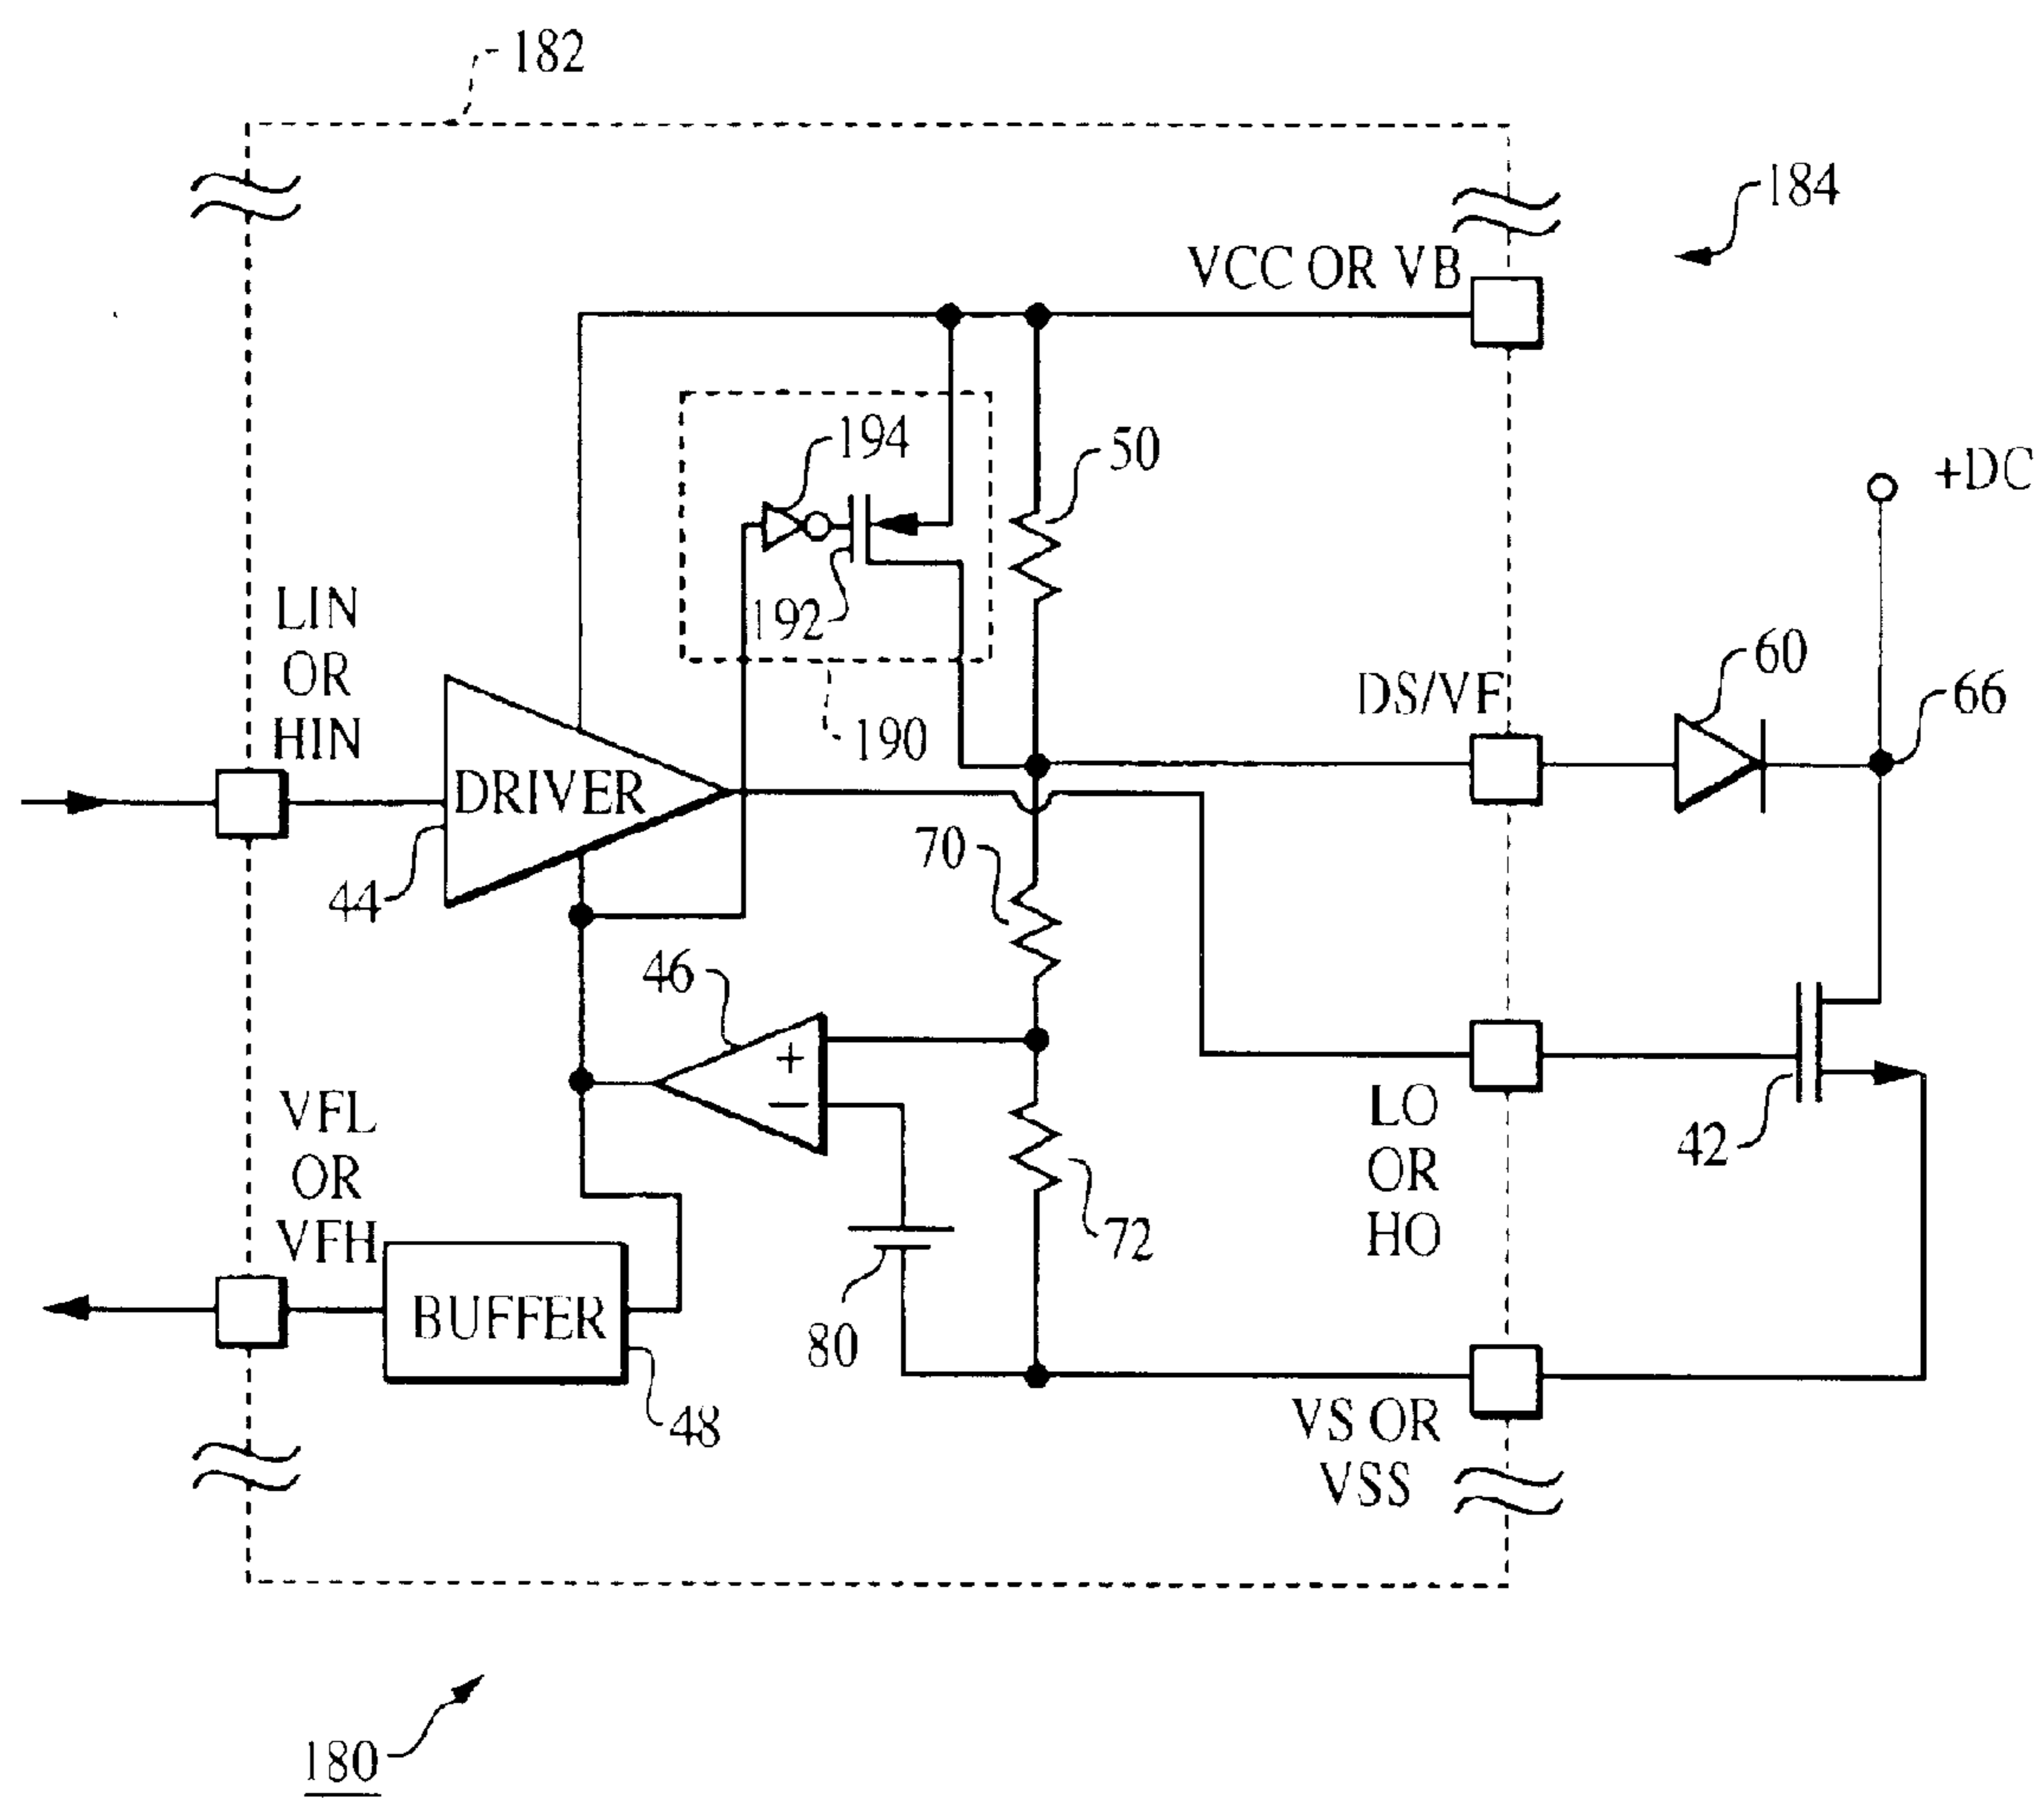 182
184
VCC OR VB
194
50
+DC
192
LIN
OR
HIN
60
DS/VF
66
190
DRIVER
70
44
46
+
−
VFL
OR
VFH
LO
OR
HO
42
72
BUFFER
80
48
VS OR
VSS
180